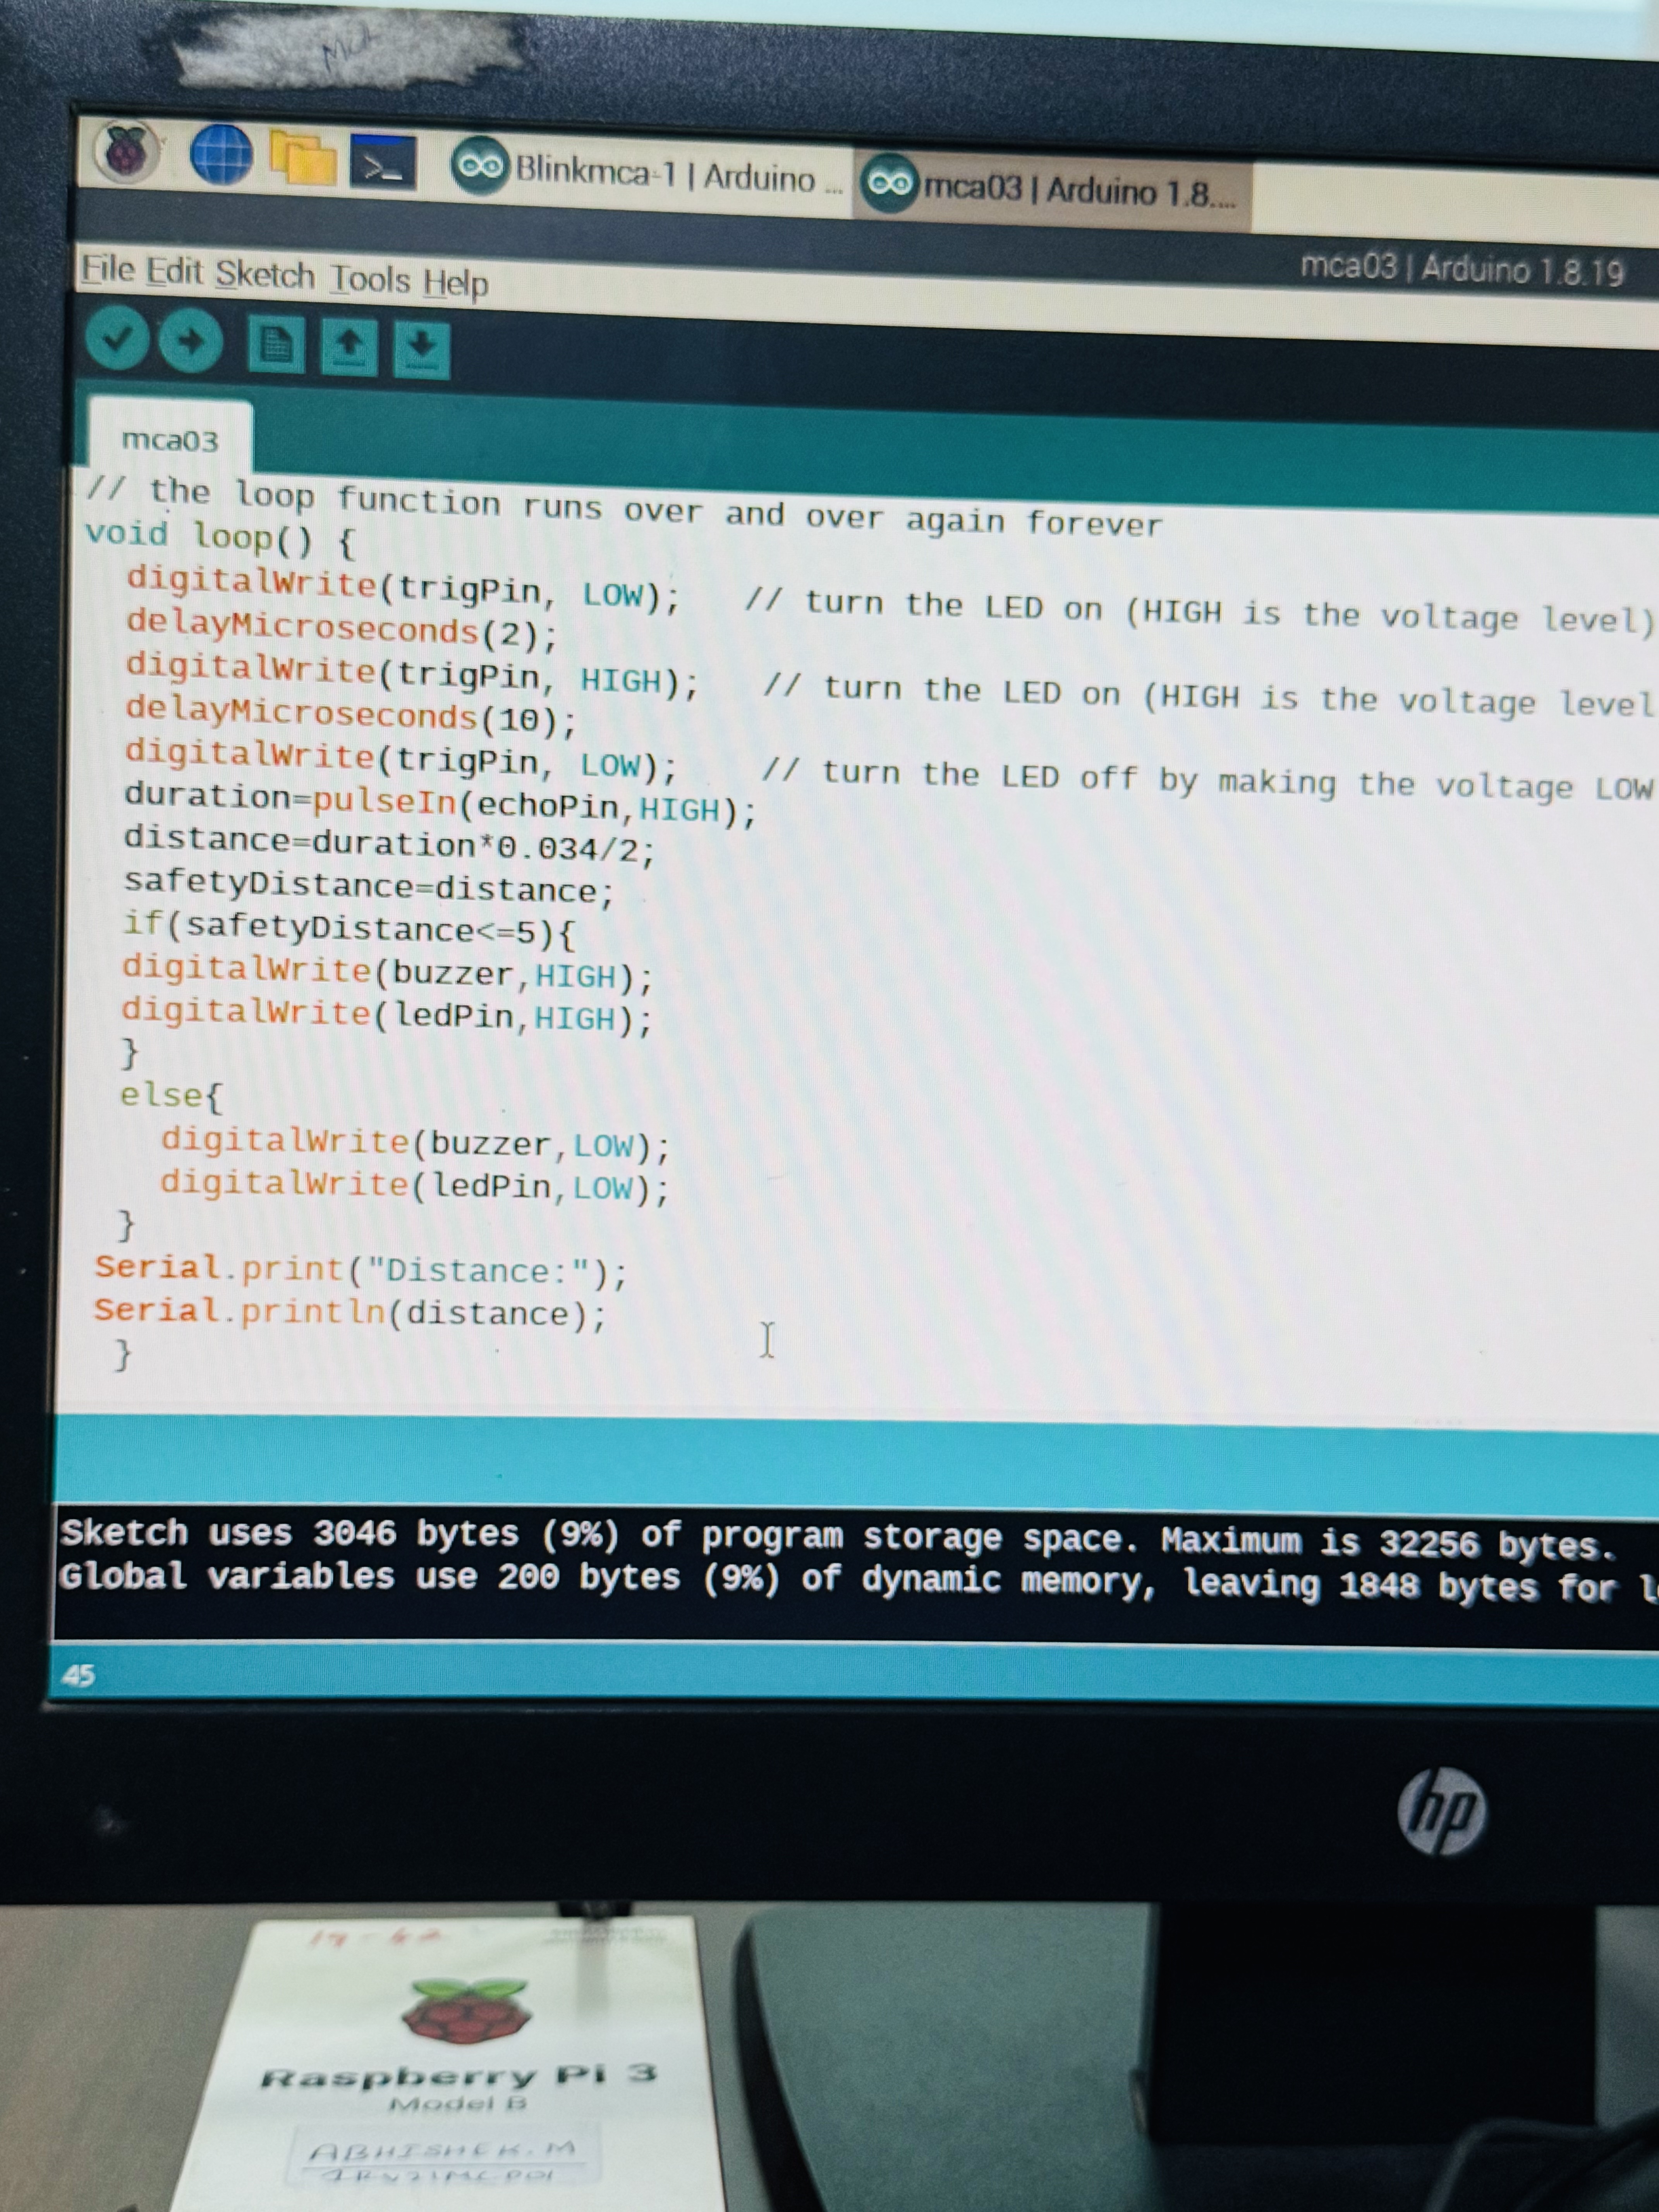 Mca
Blinkmca-1 | Arduino ...
mca03 | Arduino 1.8....
mca03 | Arduino 1.8.19
File Edit Sketch Tools Help
mca03
// the loop function runs over and over again forever
void loop() {
digitalWrite(trigPin, LOW); // turn the LED on (HIGH is the voltage level)
delayMicroseconds(2);
digitalWrite(trigPin, HIGH); // turn the LED on (HIGH is the voltage level
delayMicroseconds(10);
digitalWrite(trigPin, LOW); // turn the LED off by making the voltage LOW
duration=pulseIn(echoPin,HIGH);
distance=duration*0.034/2;
safetyDistance=distance;
if(safetyDistance<=5){
digitalWrite(buzzer,HIGH);
digitalWrite(ledPin,HIGH);
}
else{
digitalWrite(buzzer,LOW);
digitalWrite(ledPin,LOW);
}
Serial.print("Distance:");
Serial.println(distance);
}
Sketch uses 3046 bytes (9%) of program storage space. Maximum is 32256 bytes.
Global variables use 200 bytes (9%) of dynamic memory, leaving 1848 bytes for
45
hp
Raspberry Pi 3
Model B
ABHISHEK.M